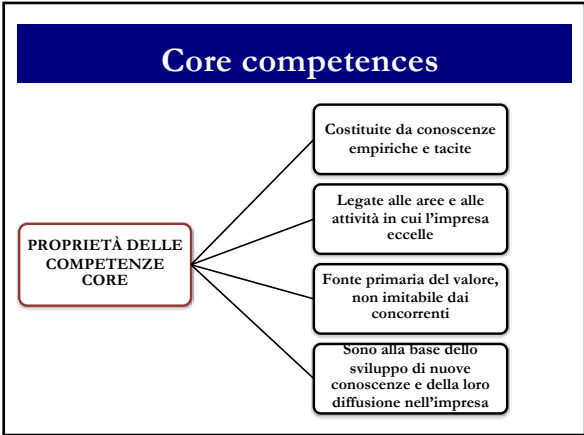 Core competences
Costituite da conoscenze
empiriche e tacite
Legate alle aree e alle
attività in cui l'impresa
eccelle
PROPRIETÀ DELLE
COMPETENZE
CORE
Fonte primaria del valore,
non imitabile dai
concorrenti
Sono alla base dello
sviluppo di nuove
conoscenze e della loro
diffusione nell'impresa